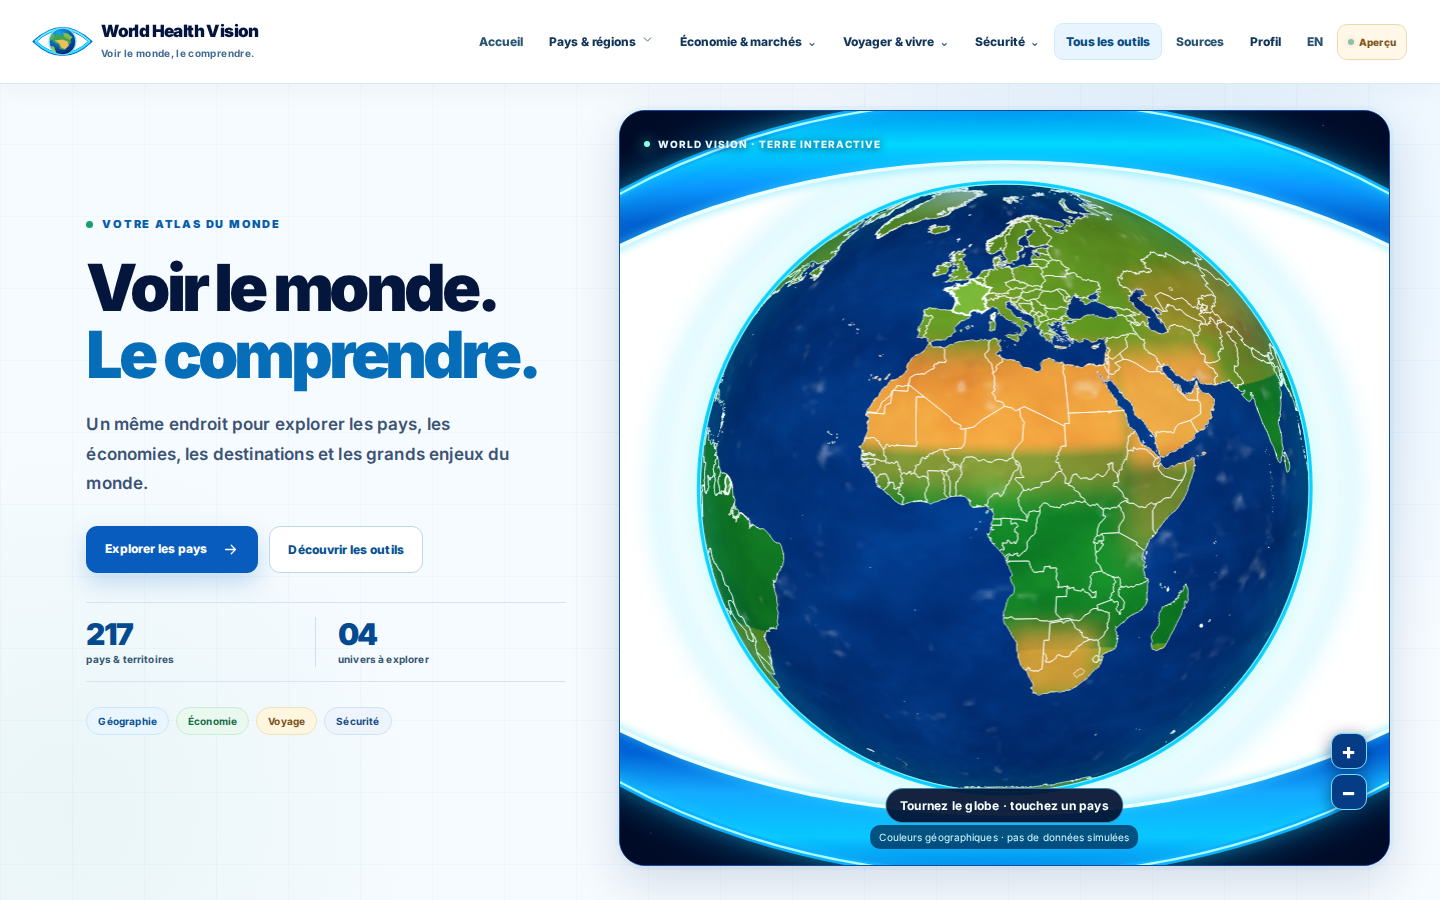 World Health Vision
Voir le monde, le comprendre.
Accueil
Pays & régions
Économie & marchés
Voyager & vivre
Sécurité
Tous les outils
Sources
Profil
EN
Aperçu
VOTRE ATLAS DU MONDE
Voir le monde.
Le comprendre.
Un même endroit pour explorer les pays, les
économies, les destinations et les grands enjeux du
monde.
Explorer les pays →
Découvrir les outils
217
pays & territoires
04
univers à explorer
Géographie
Économie
Voyage
Sécurité
WORLD VISION · TERRE INTERACTIVE
+
−
Tournez le globe · touchez un pays
Couleurs géographiques · pas de données simulées